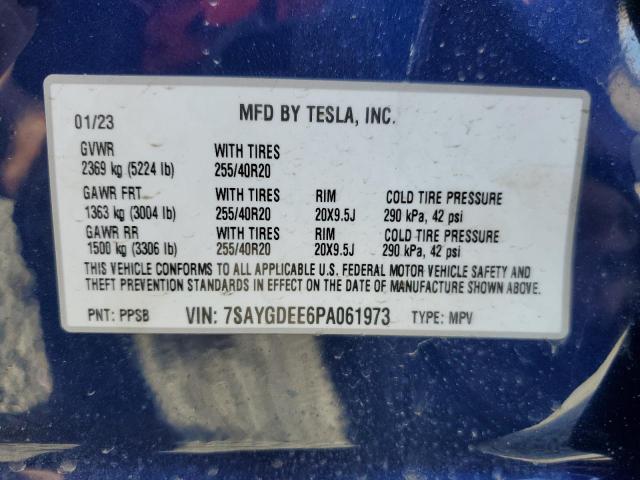 MFD BY TESLA, INC.
01/23
GVWR WITH TIRES
2369 kg (5224 lb) 255/40R20
GAWR FRT WITH TIRES RIM COLD TIRE PRESSURE
1363 kg (3004 lb) 255/40R20 20X9.5J 290 kPa, 42 psi
GAWR RR WITH TIRES RIM COLD TIRE PRESSURE
1500 kg (3306 lb) 255/40R20 20X9.5J 290 kPa, 42 psi
THIS VEHICLE CONFORMS TO ALL APPLICABLE U.S. FEDERAL MOTOR VEHICLE SAFETY AND
THEFT PREVENTION STANDARDS IN EFFECT ON THE DATE OF MANUFACTURE SHOWN ABOVE.
PNT: PPSB VIN: 7SAYGDEE6PA061973 TYPE: MPV